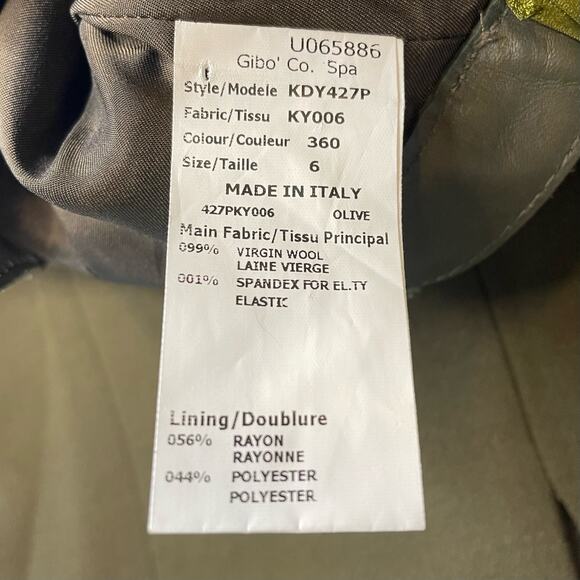 U065886
Gibo' Co. Spa
Style/Modele KDY427P
Fabric/Tissu KY006
Colour/Couleur 360
Size/Taille 6
MADE IN ITALY
427PKY006 OLIVE
Main Fabric/Tissu Principal
099% VIRGIN WOOL
LAINE VIERGE
001% SPANDEX FOR EL.TY
ELASTIC
Lining/Doublure
056% RAYON
RAYONNE
044% POLYESTER
POLYESTER